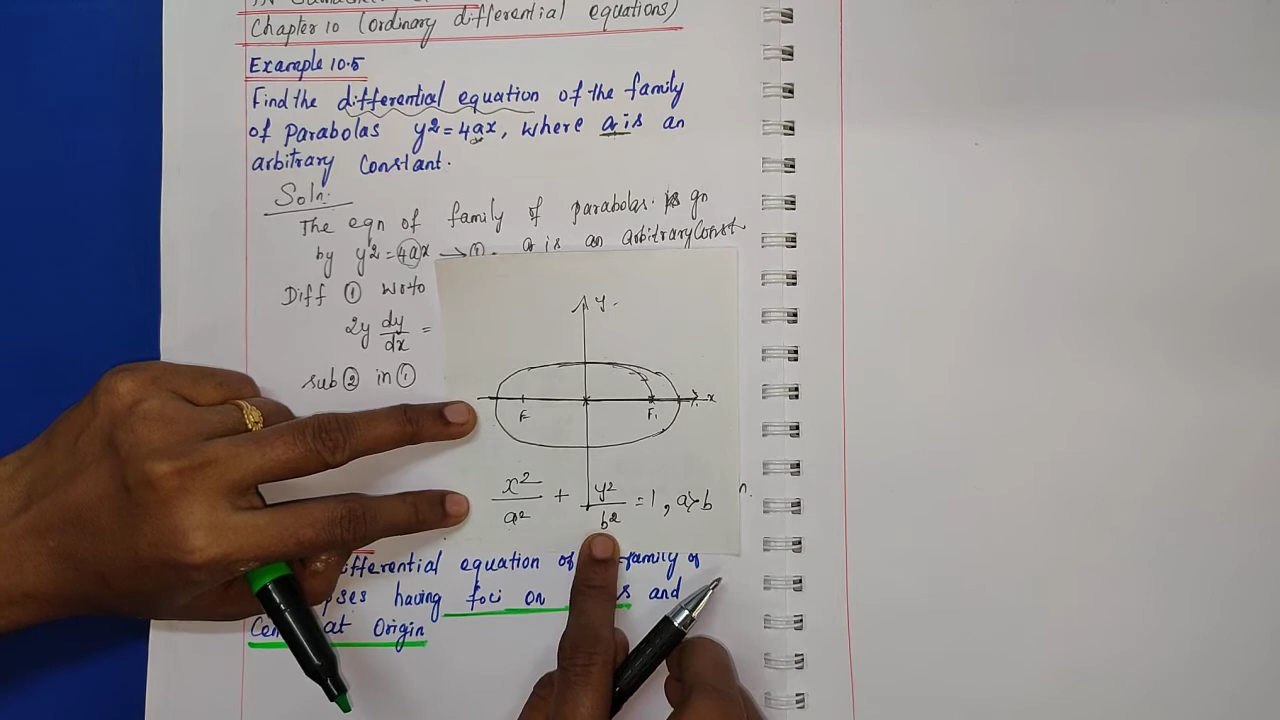 Chapter 10 (ordinary differential equations)
Example 10.5
Find the differential equation of the family
of parabolas y² = 4ax, where a is an
arbitrary constant.
Soln.
The eqn of family of parabolas is gn
by y² = 4ax → ①. a is an arbitrary const
Diff ① w.r.to
2y dy/dx =
sub ② in ①
y
F F₁ x
x²/a² + y²/b² = 1, a>b
n.
differential equation of family of
having foci on and
at Origin